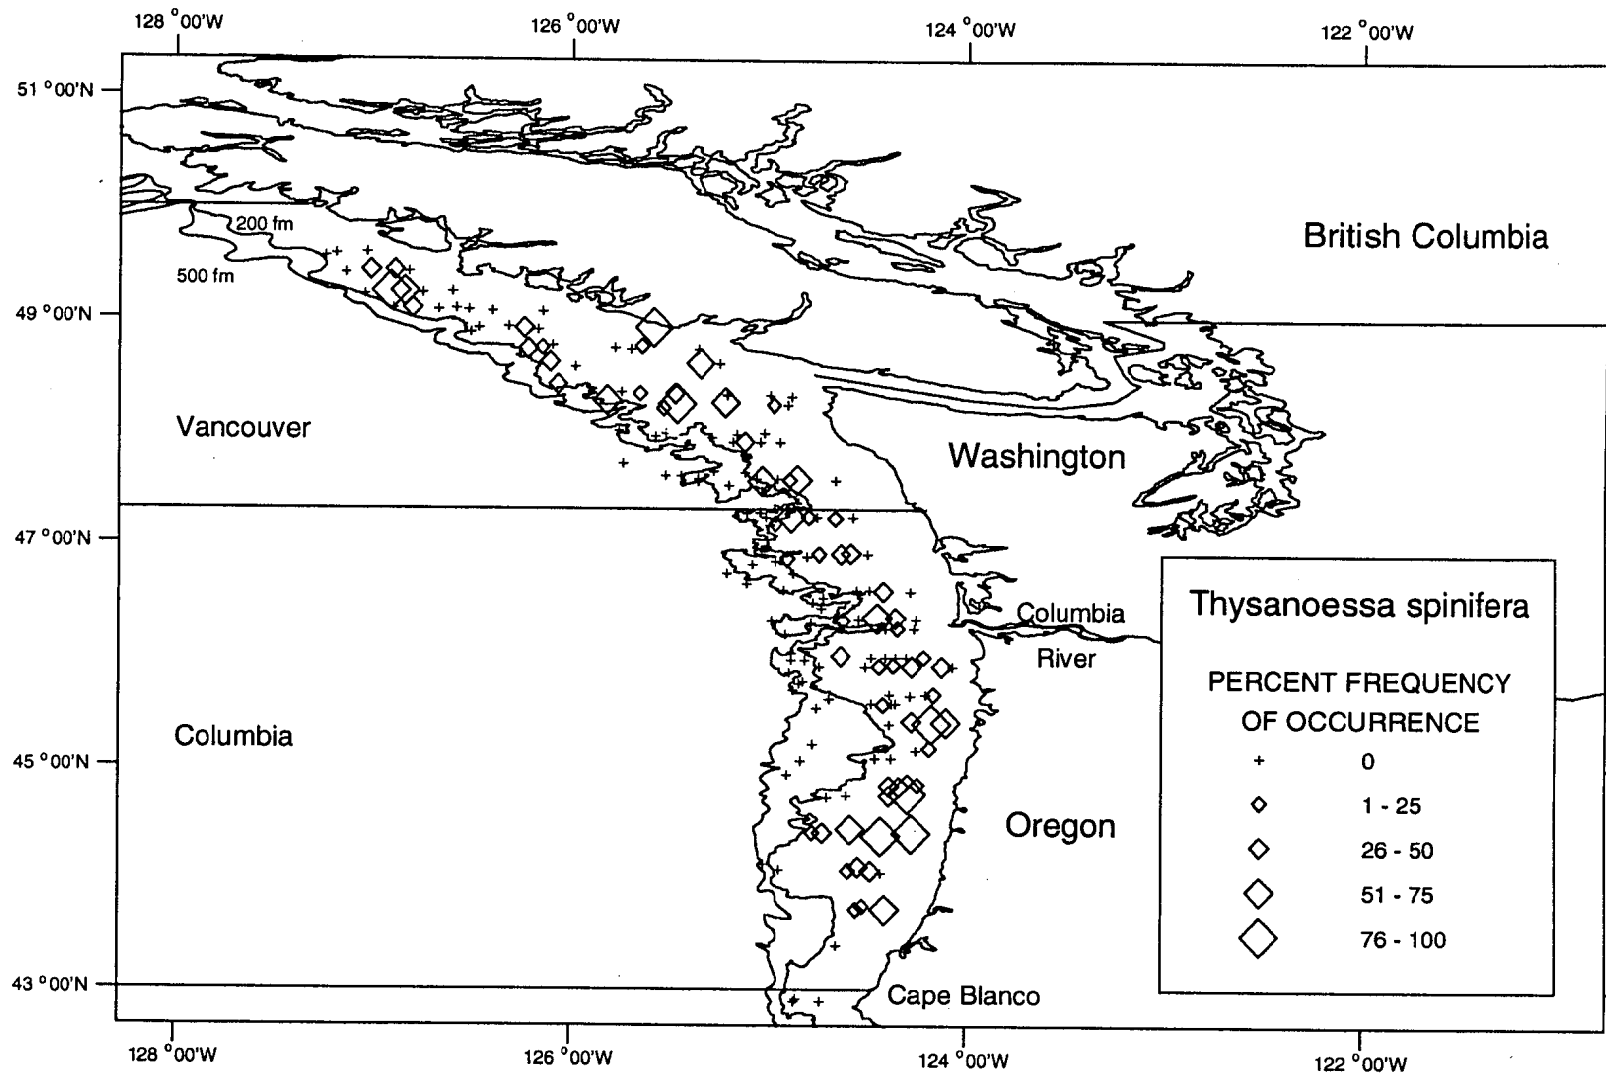 128 °00'W
126 °00'W
124 °00'W
122 °00'W
51 °00'N
200 fm
British Columbia
500 fm
49 °00'N
Vancouver
Washington
47 °00'N
Columbia
River
Columbia
45 °00'N
Oregon
43 °00'N
Cape Blanco
Thysanoessa spinifera
PERCENT FREQUENCY
OF OCCURRENCE
0
1 - 25
26 - 50
51 - 75
76 - 100
128 °00'W
126 °00'W
124 °00'W
122 °00'W